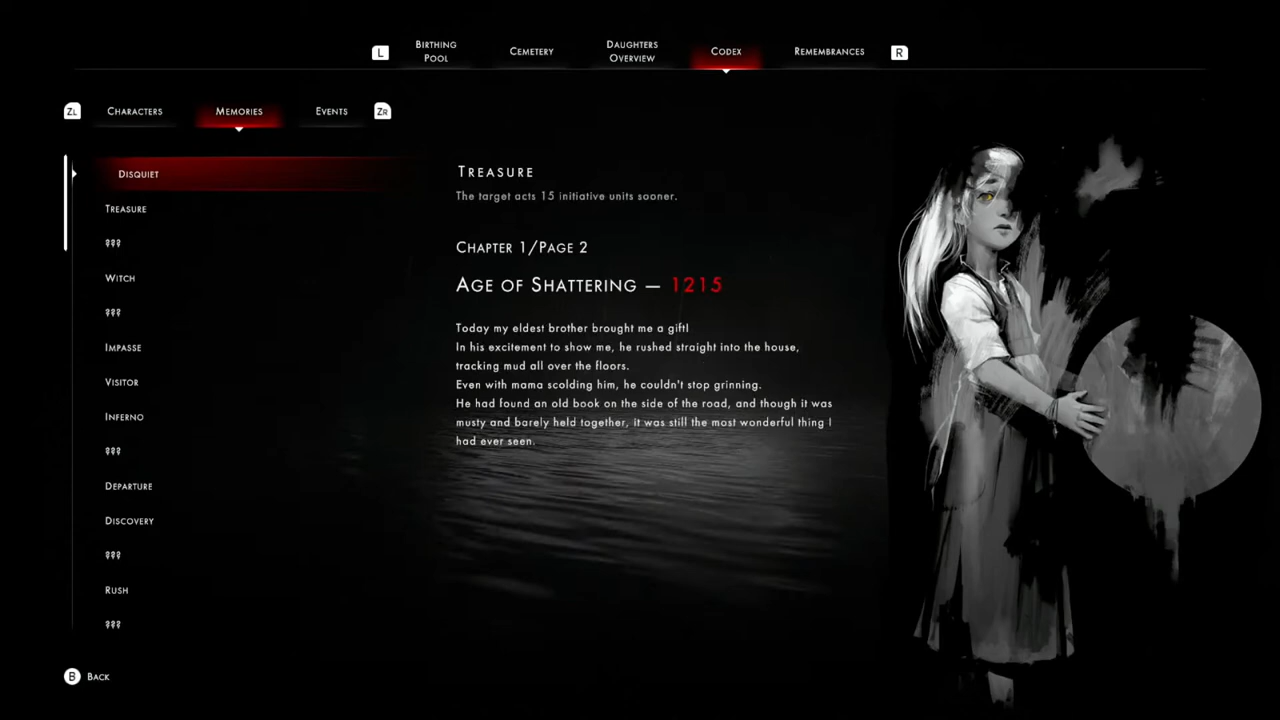 L
BIRTHING
POOL
CEMETERY
DAUGHTERS
OVERVIEW
CODEX
REMEMBRANCES
R
ZL
CHARACTERS
MEMORIES
EVENTS
ZR
DISQUIET
TREASURE
???
WITCH
???
IMPASSE
VISITOR
INFERNO
???
DEPARTURE
DISCOVERY
???
RUSH
???
TREASURE
The target acts 15 initiative units sooner.
CHAPTER 1/PAGE 2
AGE OF SHATTERING — 1215
Today my eldest brother brought me a gift!
In his excitement to show me, he rushed straight into the house,
tracking mud all over the floors.
Even with mama scolding him, he couldn't stop grinning.
He had found an old book on the side of the road, and though it was
musty and barely held together, it was still the most wonderful thing I
had ever seen.
B BACK